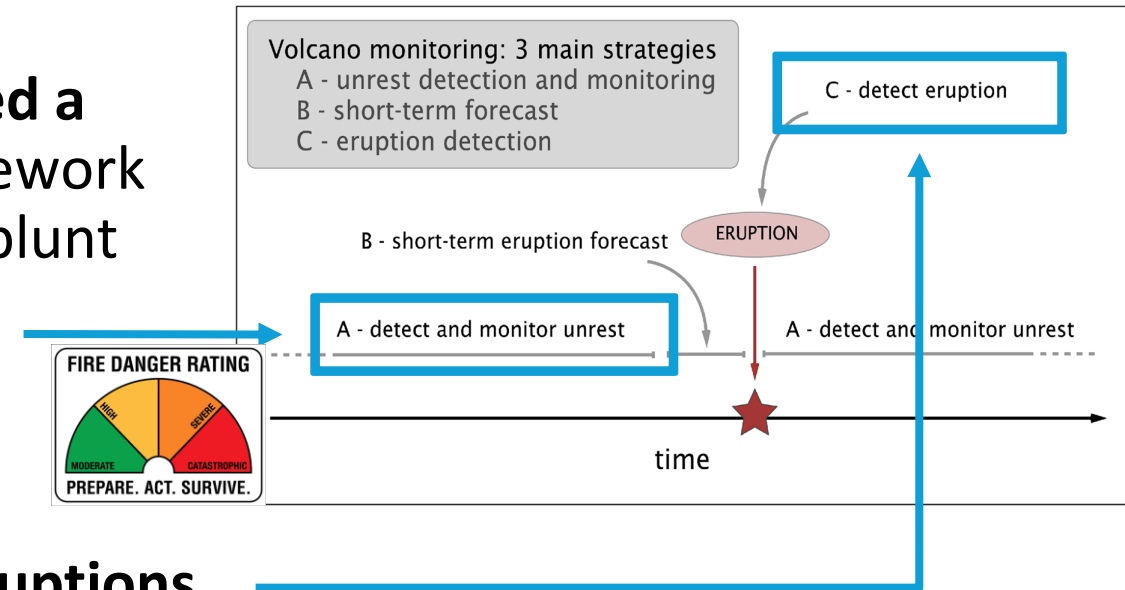 ed a
ework
blunt
Volcano monitoring: 3 main strategies
A - unrest detection and monitoring
B - short-term forecast
C - eruption detection
C - detect eruption
ERUPTION
B - short-term eruption forecast
A - detect and monitor unrest
A - detect and monitor unrest
FIRE DANGER RATING
MODERATE
HIGH
SEVERE
CATASTROPHIC
PREPARE. ACT. SURVIVE.
time
uptions